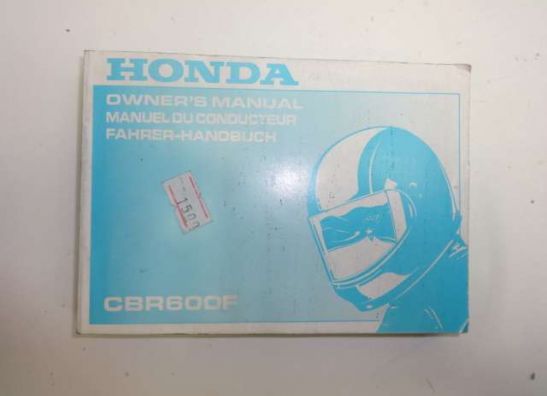 HONDA
OWNER'S MANUAL
MANUEL DU CONDUCTEUR
FAHRER-HANDBUCH
CBR600F